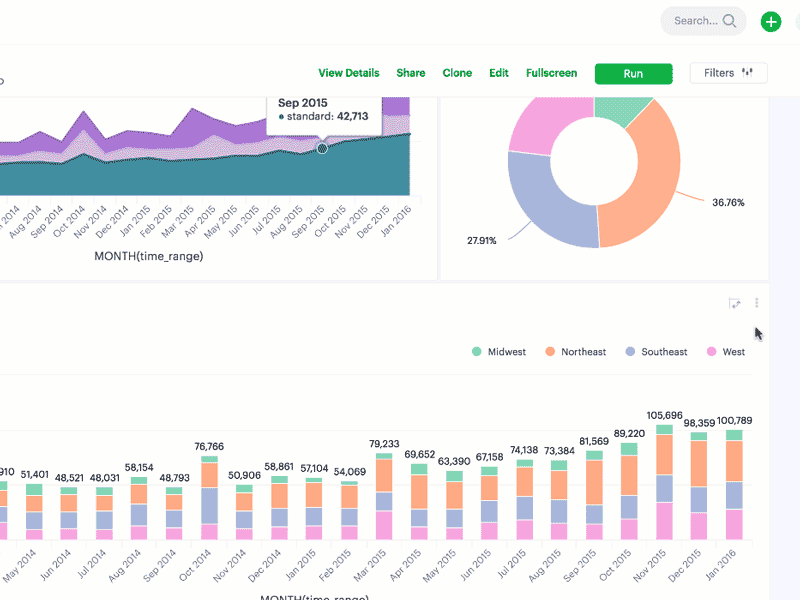 Search...
View Details Share Clone Edit Fullscreen Run Filters
Sep 2015
standard: 42,713
36.76%
27.91%
2014 Aug 2014 Sep 2014 Oct 2014 Nov 2014 Dec 2014 Jan 2015 Feb 2015 Mar 2015 Apr 2015 May 2015 Jun 2015 Jul 2015 Aug 2015 Sep 2015 Oct 2015 Nov 2015 Dec 2015 Jan 2016
MONTH(time_range)
Midwest Northeast Southeast West
910 51,401 48,521 48,031 58,154 48,793 76,766 50,906 58,861 57,104 54,069 79,233 69,652 63,390 67,158 74,138 73,384 81,569 89,220 105,696 98,359 100,789
May 2014 Jun 2014 Jul 2014 Aug 2014 Sep 2014 Oct 2014 Nov 2014 Dec 2014 Jan 2015 Feb 2015 Mar 2015 Apr 2015 May 2015 Jun 2015 Jul 2015 Aug 2015 Sep 2015 Oct 2015 Nov 2015 Dec 2015 Jan 2016
MONTH(time_range)